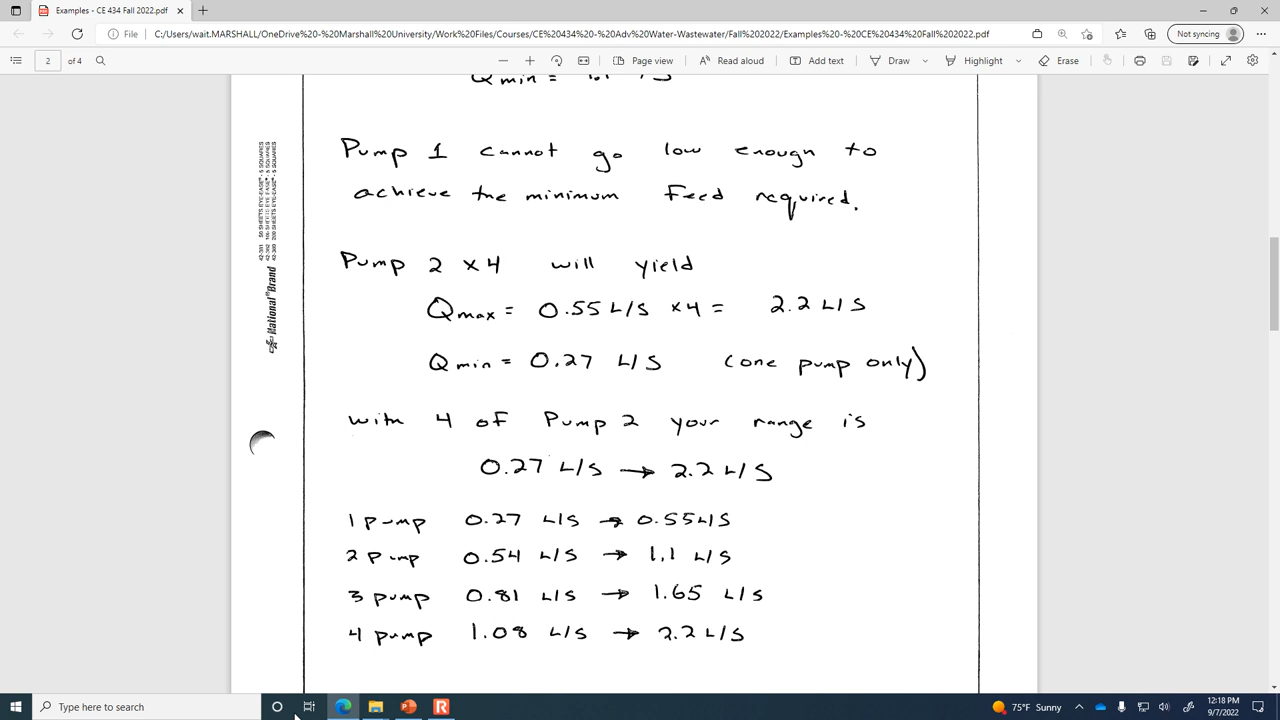 Examples - CE 434 Fall 2022.pdf
File C:/Users/wait.MARSHALL/OneDrive%20-%20Marshall%20University/Work%20Files/Courses/CE%20434%20-%20Adv%20Water-Wastewater/Fall%202022/Examples%20-%20CE%20434%20Fall%202022.pdf Not syncing
2 of 4 Page view Read aloud Add text Draw Highlight Erase
Qmin =
Pump 1 cannot go low enough to
achieve the minimum feed required.
Pump 2 x4 will yield
Qmax = 0.55 L/S x4 = 2.2 L/S
Qmin = 0.27 L/S (one pump only)
with 4 of Pump 2 your range is
0.27 L/S → 2.2 L/S
1 pump 0.27 L/S → 0.55 L/S
2 pump 0.54 L/S → 1.1 L/S
3 pump 0.81 L/S → 1.65 L/S
4 pump 1.08 L/S → 2.2 L/S
National Brand
Type here to search
75°F Sunny
12:18 PM
9/7/2022